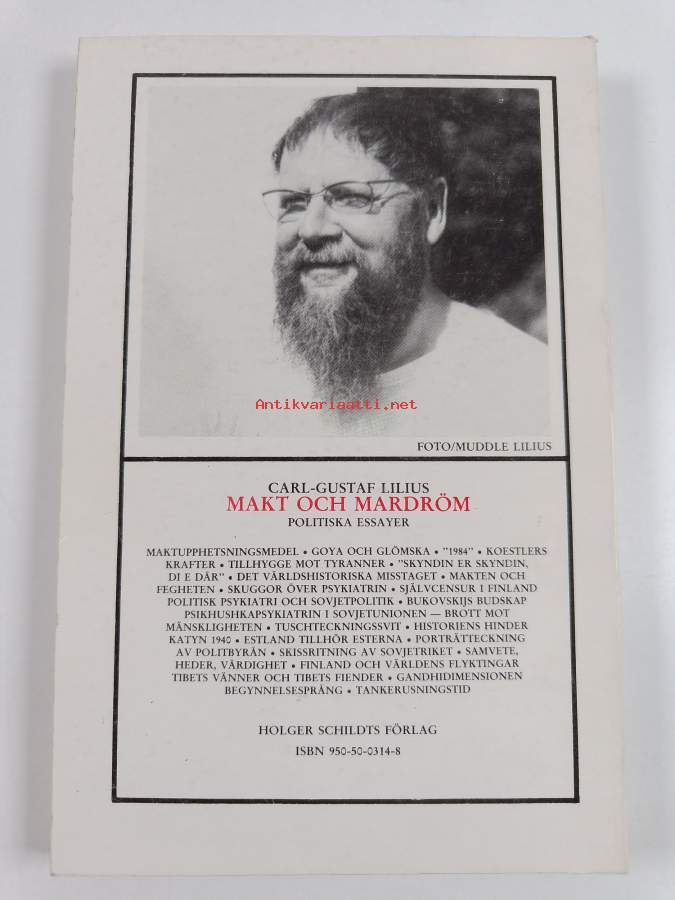 Antikvariaatti.net
FOTO/MUDDLE LILIUS
CARL-GUSTAF LILIUS
MAKT OCH MARDRÖM
POLITISKA ESSAYER
MAKTUPPHETSNINGSMEDEL • GOYA OCH GLÖMSKA • "1984" • KOESTLERS
KRAFTER • TILLHYGGE MOT TYRANNER • "SKYNDIN ER SKYNDIN,
DI E DÄR" • DET VÄRLDSHISTORISKA MISSTAGET • MAKTEN OCH
FEGHETEN • SKUGGOR ÖVER PSYKIATRIN • SJÄLVCENSUR I FINLAND
POLITISK PSYKIATRI OCH SOVJETPOLITIK • BUKOVSKIJS BUDSKAP
PSIKHUSHKAPSYKIATRIN I SOVJETUNIONEN — BROTT MOT
MÄNSKLIGHETEN • TUSCHTECKNINGSSVIT • HISTORIENS HINDER
KATYN 1940 • ESTLAND TILLHÖR ESTERNA • PORTRÄTTECKNING
AV POLITBYRÅN • SKISSRITNING AV SOVJETRIKET • SAMVETE,
HEDER, VÄRDIGHET • FINLAND OCH VÄRLDENS FLYKTINGAR
TIBETS VÄNNER OCH TIBETS FIENDER • GANDHIDIMENSIONEN
BEGYNNELSESPRÅNG • TANKERUSNINGSTID
HOLGER SCHILDTS FÖRLAG
ISBN 950-50-0314-8